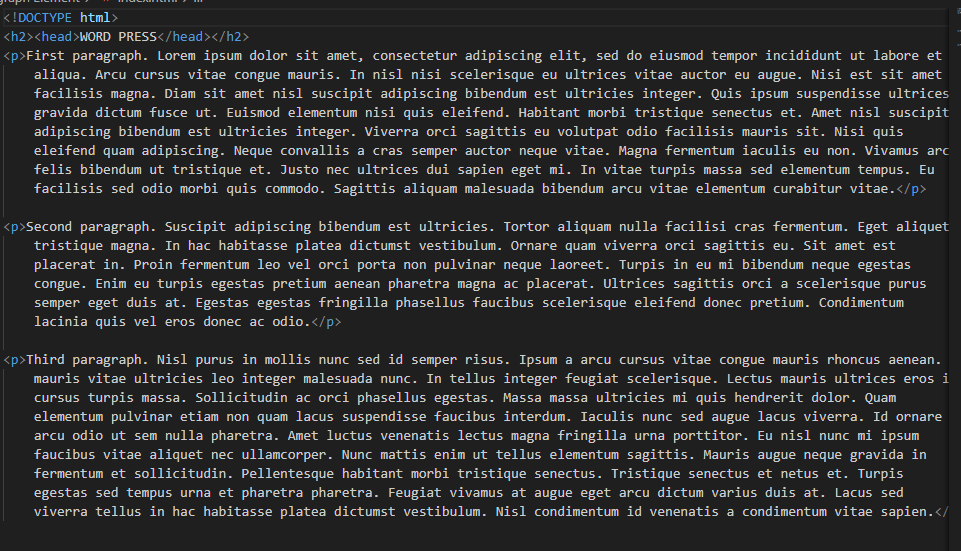 <!DOCTYPE html>
<h2><head>WORD PRESS</head></h2>
<p>First paragraph. Lorem ipsum dolor sit amet, consectetur adipiscing elit, sed do eiusmod tempor incididunt ut labore et
aliqua. Arcu cursus vitae congue mauris. In nisl nisi scelerisque eu ultrices vitae auctor eu augue. Nisi est sit amet
facilisis magna. Diam sit amet nisl suscipit adipiscing bibendum est ultricies integer. Quis ipsum suspendisse ultrices
gravida dictum fusce ut. Euismod elementum nisi quis eleifend. Habitant morbi tristique senectus et. Amet nisl suscipit
adipiscing bibendum est ultricies integer. Viverra orci sagittis eu volutpat odio facilisis mauris sit. Nisi quis
eleifend quam adipiscing. Neque convallis a cras semper auctor neque vitae. Magna fermentum iaculis eu non. Vivamus arc
felis bibendum ut tristique et. Justo nec ultrices dui sapien eget mi. In vitae turpis massa sed elementum tempus. Eu
facilisis sed odio morbi quis commodo. Sagittis aliquam malesuada bibendum arcu vitae elementum curabitur vitae.</p>
<p>Second paragraph. Suscipit adipiscing bibendum est ultricies. Tortor aliquam nulla facilisi cras fermentum. Eget aliquet
tristique magna. In hac habitasse platea dictumst vestibulum. Ornare quam viverra orci sagittis eu. Sit amet est
placerat in. Proin fermentum leo vel orci porta non pulvinar neque laoreet. Turpis in eu mi bibendum neque egestas
congue. Enim eu turpis egestas pretium aenean pharetra magna ac placerat. Ultrices sagittis orci a scelerisque purus
semper eget duis at. Egestas egestas fringilla phasellus faucibus scelerisque eleifend donec pretium. Condimentum
lacinia quis vel eros donec ac odio.</p>
<p>Third paragraph. Nisl purus in mollis nunc sed id semper risus. Ipsum a arcu cursus vitae congue mauris rhoncus aenean.
mauris vitae ultricies leo integer malesuada nunc. In tellus integer feugiat scelerisque. Lectus mauris ultrices eros i
cursus turpis massa. Sollicitudin ac orci phasellus egestas. Massa massa ultricies mi quis hendrerit dolor. Quam
elementum pulvinar etiam non quam lacus suspendisse faucibus interdum. Iaculis nunc sed augue lacus viverra. Id ornare
arcu odio ut sem nulla pharetra. Amet luctus venenatis lectus magna fringilla urna porttitor. Eu nisl nunc mi ipsum
faucibus vitae aliquet nec ullamcorper. Nunc mattis enim ut tellus elementum sagittis. Mauris augue neque gravida in
fermentum et sollicitudin. Pellentesque habitant morbi tristique senectus. Tristique senectus et netus et. Turpis
egestas sed tempus urna et pharetra pharetra. Feugiat vivamus at augue eget arcu dictum varius duis at. Lacus sed
viverra tellus in hac habitasse platea dictumst vestibulum. Nisl condimentum id venenatis a condimentum vitae sapien.</